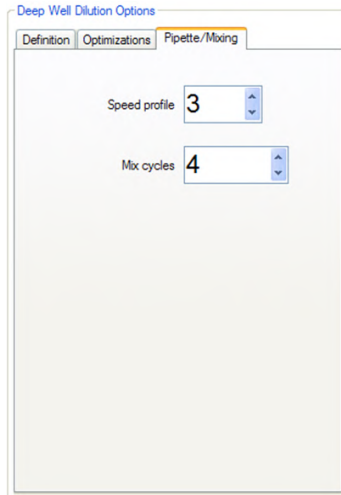 Deep Well Dilution Options
Definition Optimizations Pipette/Mixing
Speed profile 3
Mix cycles 4